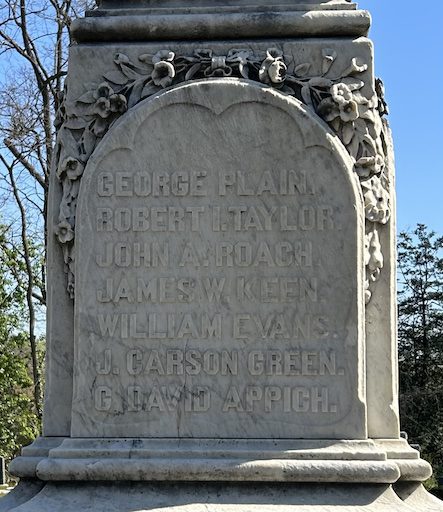 GEORGE PLAIN.
ROBERT I. TAYLOR.
JOHN A. ROACH.
JAMES W. KEEN.
WILLIAM EVANS.
J. CARSON GREEN.
G. DAVID APPICH.